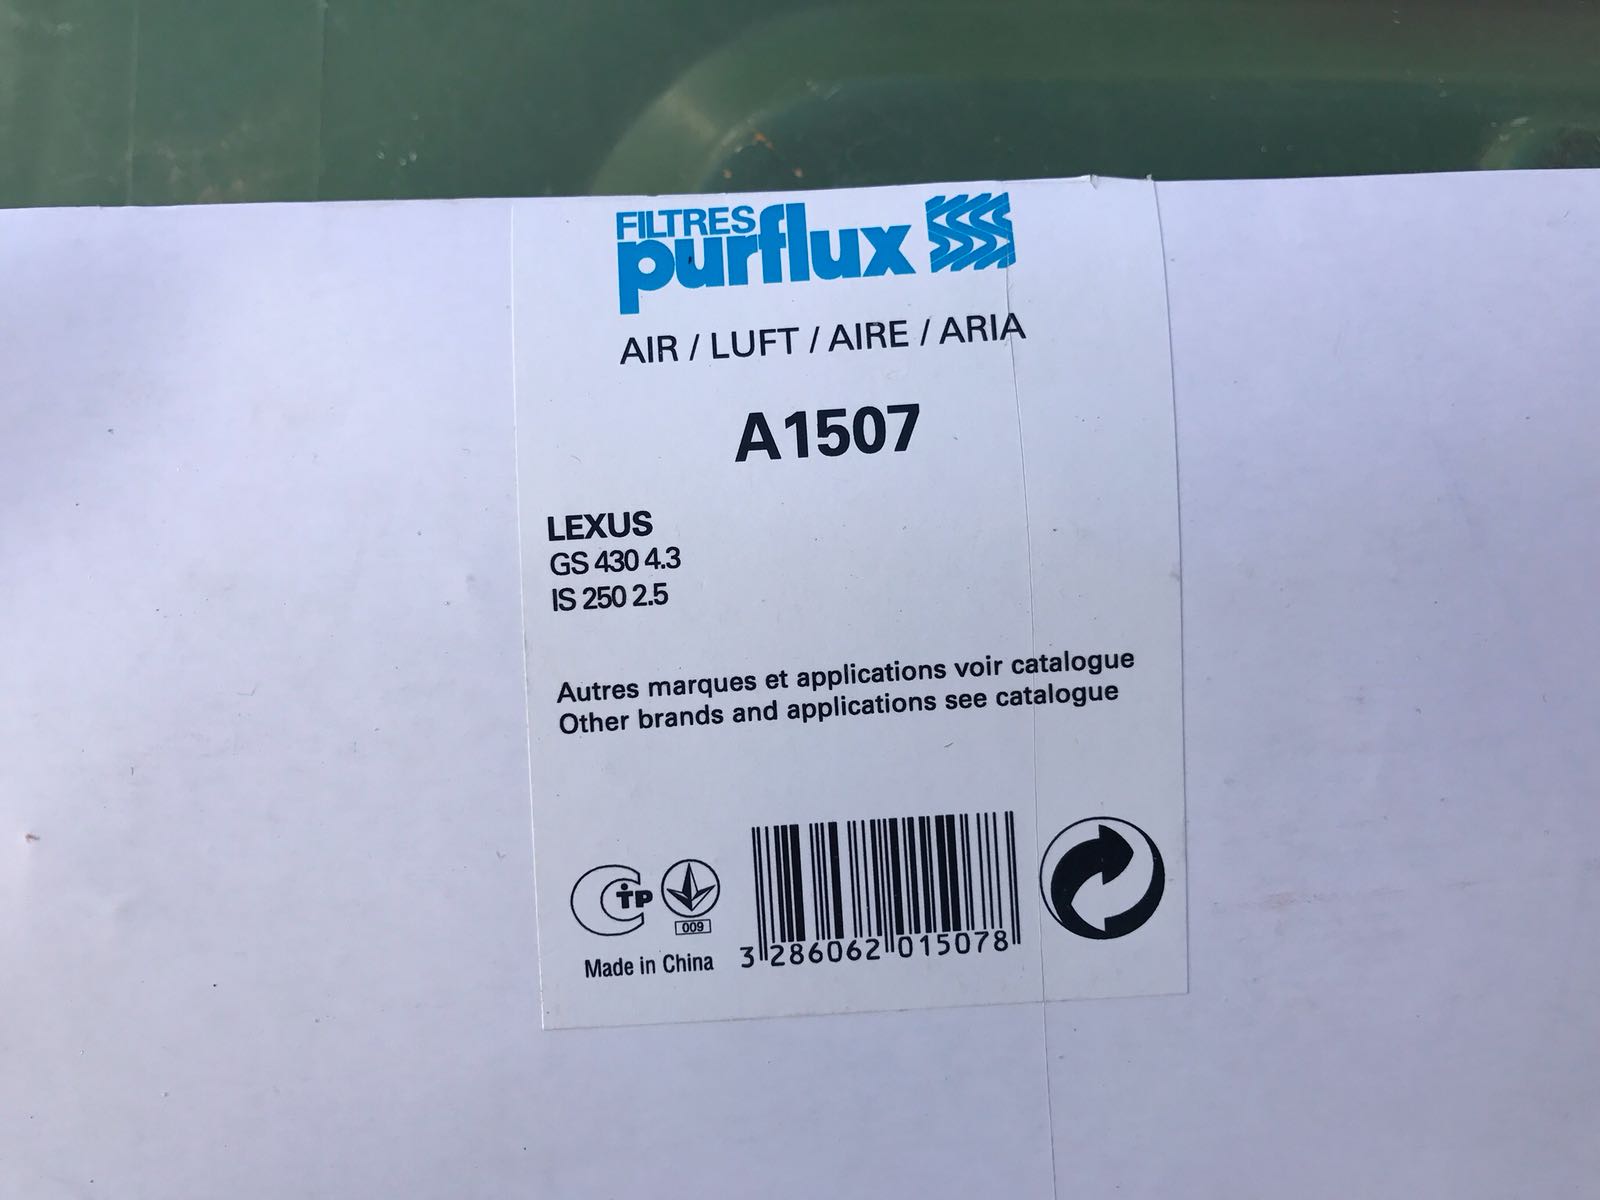 FILTRES
purflux
AIR / LUFT / AIRE / ARIA
A1507
LEXUS
GS 430 4.3
IS 250 2.5
Autres marques et applications voir catalogue
Other brands and applications see catalogue
TP
009
Made in China
3 286062 015078